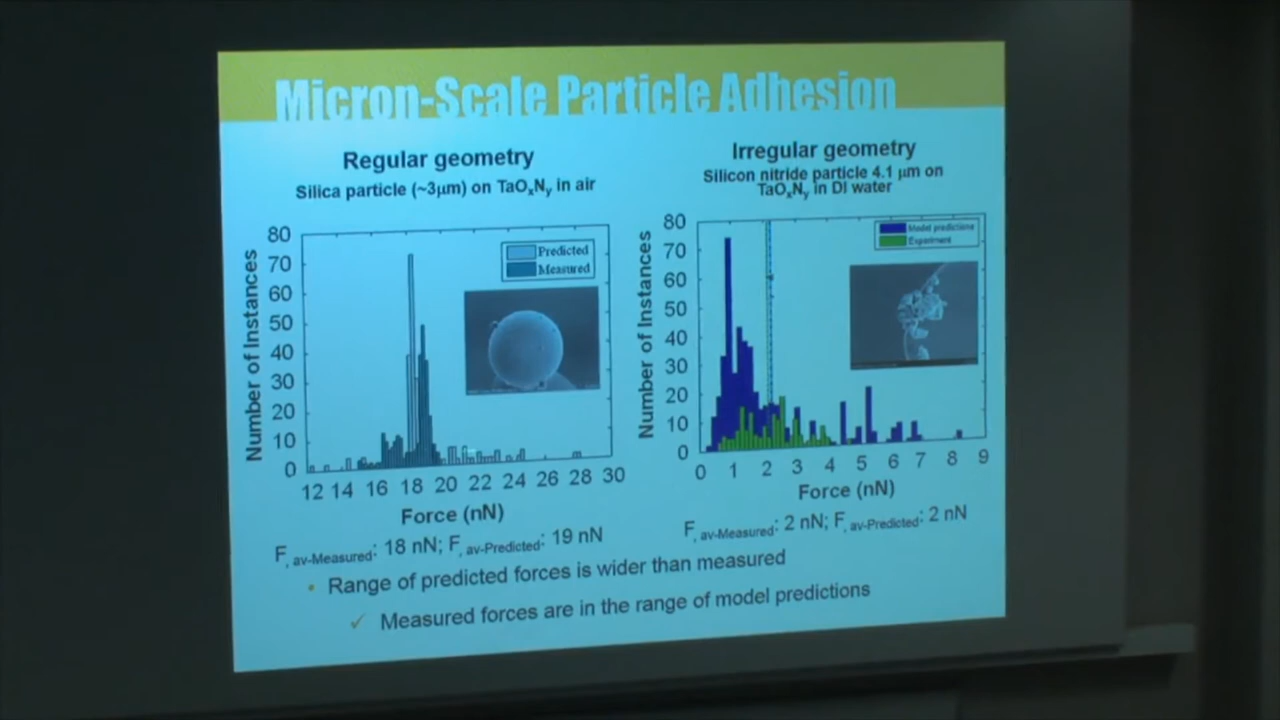 Micron-Scale Particle Adhesion
Regular geometry
Silica particle (~3μm) on TaOxNy in air
80
70
60
50
40
30
20
10
0
Number of Instances
Predicted
Measured
12 14 16 18 20 22 24 26 28 30
Force (nN)
F, av-Measured: 18 nN; F, av-Predicted: 19 nN
Irregular geometry
Silicon nitride particle 4.1 μm on
TaOxNy in DI water
80
70
60
50
40
30
20
10
0
Number of Instances
Model predictions
Experiment
0 1 2 3 4 5 6 7 8 9
Force (nN)
F, av-Measured: 2 nN; F, av-Predicted: 2 nN
• Range of predicted forces is wider than measured
✓ Measured forces are in the range of model predictions